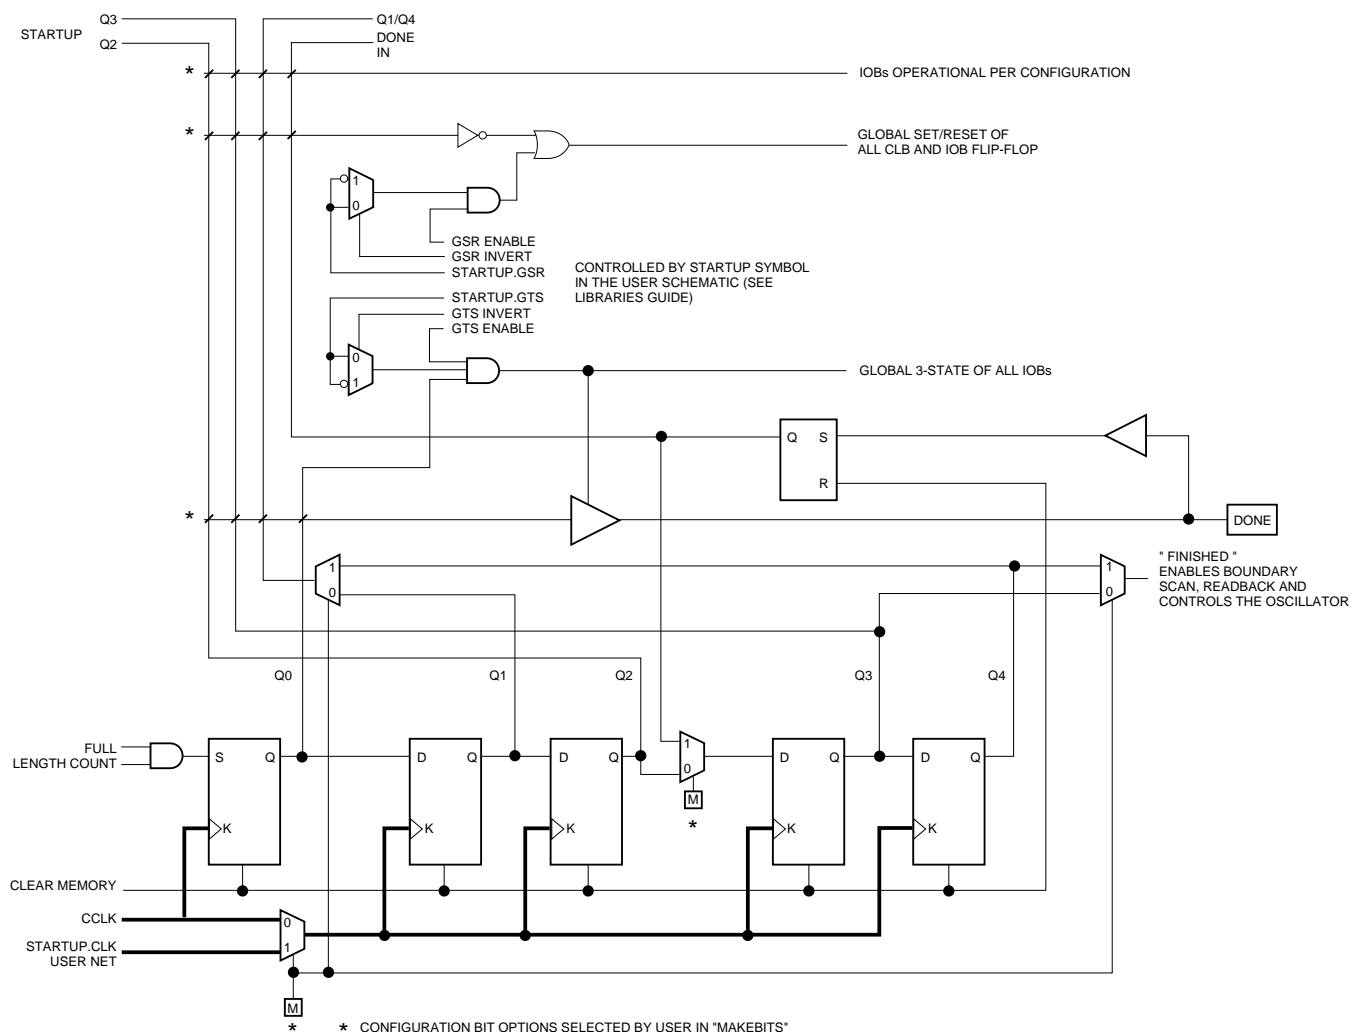 Q3
Q1/Q4
STARTUP
Q2
DONE
IN
*
IOBs OPERATIONAL PER CONFIGURATION
*
GLOBAL SET/RESET OF
ALL CLB AND IOB FLIP-FLOP
1
0
GSR ENABLE
GSR INVERT
STARTUP.GSR
CONTROLLED BY STARTUP SYMBOL
IN THE USER SCHEMATIC (SEE
LIBRARIES GUIDE)
STARTUP.GTS
GTS INVERT
GTS ENABLE
0
1
GLOBAL 3-STATE OF ALL IOBs
Q S
R
*
DONE
1
0
1
0
" FINISHED "
ENABLES BOUNDARY
SCAN, READBACK AND
CONTROLS THE OSCILLATOR
Q0
Q1
Q2
Q3
Q4
FULL
LENGTH COUNT
S Q
K
D Q
K
D Q
K
1
0
M
*
D Q
K
D Q
K
CLEAR MEMORY
CCLK
0
1
STARTUP.CLK
USER NET
M
*
* CONFIGURATION BIT OPTIONS SELECTED BY USER IN "MAKEBITS"